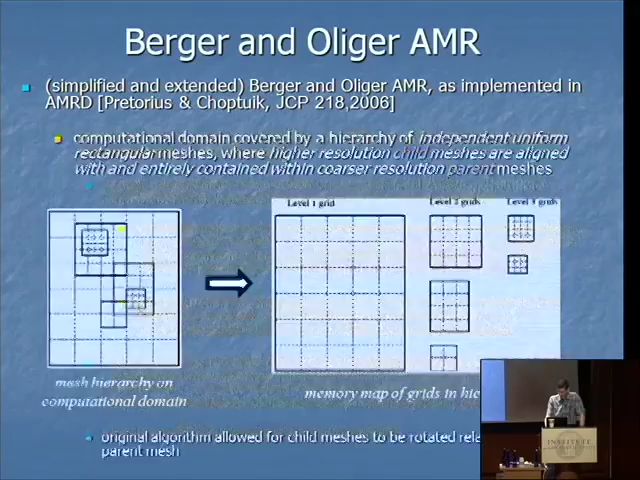 Berger and Oliger AMR
(simplified and extended) Berger and Oliger AMR, as implemented in
AMRD [Pretorius & Choptuik, JCP 218,2006]
computational domain covered by a hierarchy of independent uniform
rectangular meshes, where higher resolution child meshes are aligned
with and entirely contained within coarser resolution parent meshes
Level 1 grid
Level 2 grids
Level 3 grids
mesh hierarchy on
computational domain
memory map of grids in
original algorithm allowed for child meshes to be rotated
parent mesh
INSTITUTE